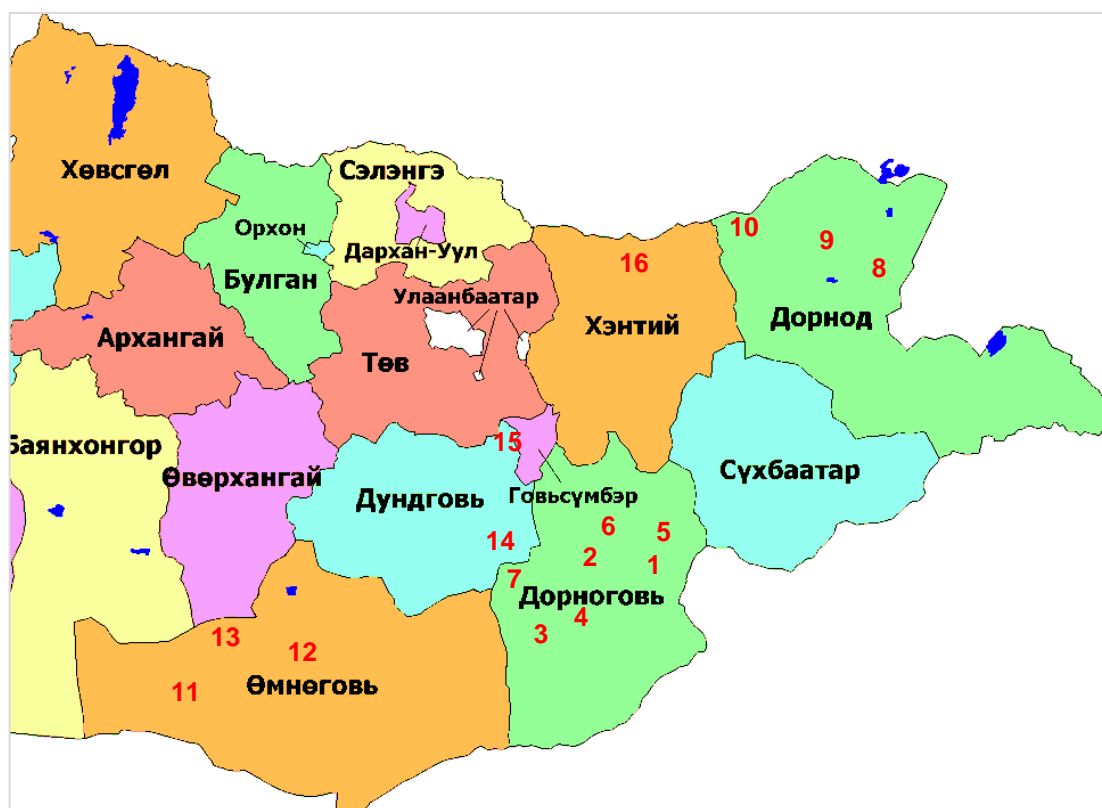 Хөвсгөл
Сэлэнгэ
Орхон
Дархан-Уул
Булган
Улаанбаатар
10
9
8
16
Архангай
Төв
Хэнтий
Дорнод
Баянхонгор
Өвөрхангай
15
Дундговь
Говьсүмбэр
Сүхбаатар
6
5
14
2
1
7
Дорноговь
4
3
13
12
11
Өмнөговь